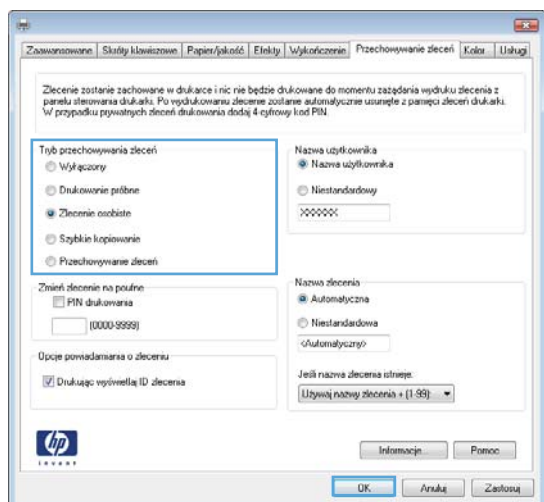 Zaawansowane Skróty klawiszowe Papier/jakość Efekty Wykończenie Przechowywanie zleceń Kolor Usługi
Zlecenie zostanie zachowane w drukarce i nic nie będzie drukowane do momentu zażądania wydruku zlecenia z
panelu sterowania drukarki. Po wydrukowaniu zlecenie zostanie automatycznie usunięte z pamięci zleceń drukarki.
W przypadku prywatnych zleceń drukowania dodaj 4-cyfrowy kod PIN.
Tryb przechowywania zleceń
Wyłączony
Drukowanie próbne
Zlecenie osobiste
Szybkie kopiowanie
Przechowywanie zleceń
Nazwa użytkownika
Nazwa użytkownika
Niestandardowy
XXXXXX
Zmień zlecenie na poufne
PIN drukowania
(0000-9999)
Nazwa zlecenia
Automatyczna
Niestandardowa
<Automatyczny>
Opcje powiadamiania o zleceniu
Drukując wyświetlaj ID zlecenia
Jeśli nazwa zlecenia istnieje:
Używaj nazwy zlecenia + (1-99):
hp
invent
Informacje... Pomoc
OK Anuluj Zastosuj